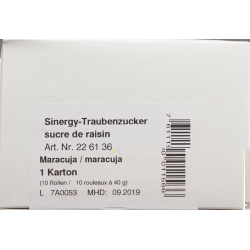 Sinergy-Traubenzucker
sucre de raisin
Art. Nr. 22 61 36
Maracuja / maracuja
1 Karton
(10 Rollen / 10 rouleaux à 40 g)
L 7A0053 MHD: 09.2019